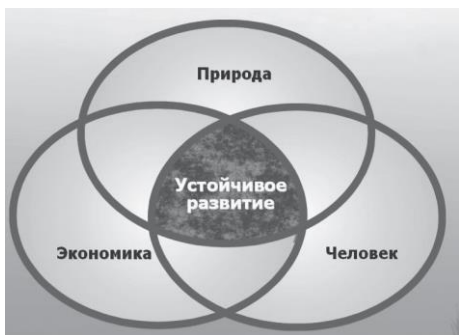 Природа
Устойчивое
развитие
Экономика
Человек